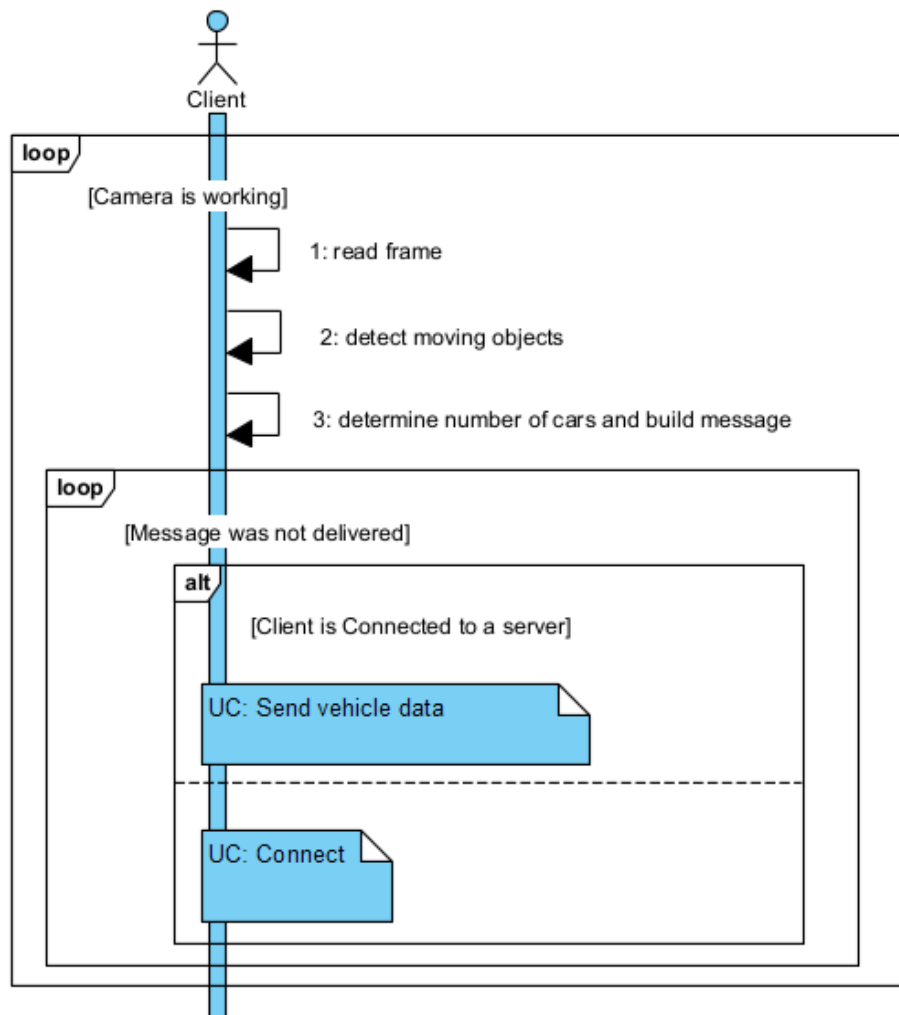 Client
loop
[Camera is working]
1: read frame
2: detect moving objects
3: determine number of cars and build message
loop
[Message was not delivered]
alt
[Client is Connected to a server]
UC: Send vehicle data
UC: Connect